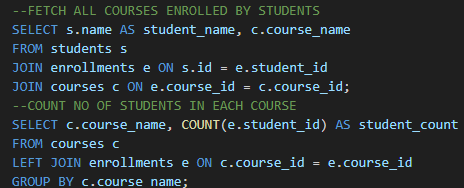 --FETCH ALL COURSES ENROLLED BY STUDENTS
SELECT s.name AS student_name, c.course_name
FROM students s
JOIN enrollments e ON s.id = e.student_id
JOIN courses c ON e.course_id = c.course_id;
--COUNT NO OF STUDENTS IN EACH COURSE
SELECT c.course_name, COUNT(e.student_id) AS student_count
FROM courses c
LEFT JOIN enrollments e ON c.course_id = e.course_id
GROUP BY c.course_name;